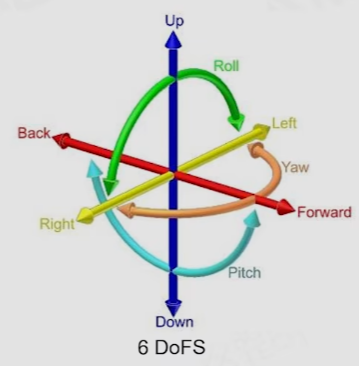 Up
Roll
Left
Back
Yaw
Right
Forward
Pitch
Down
6 DoFS